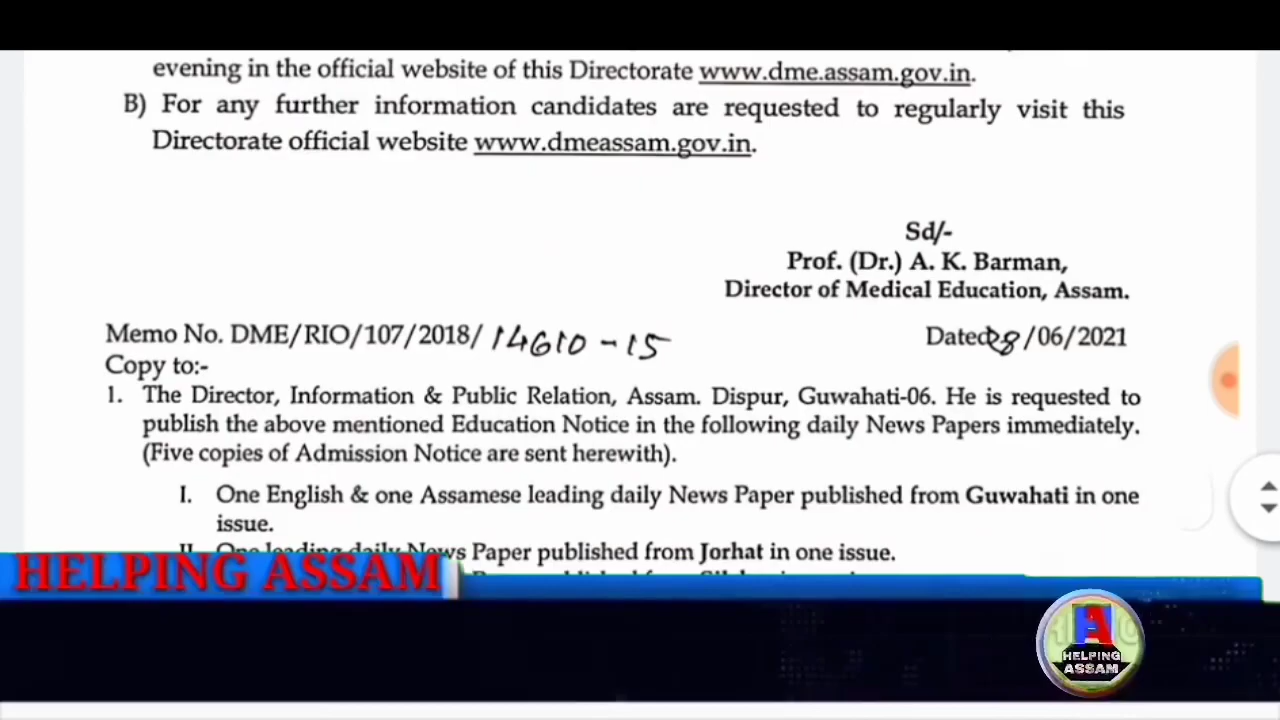 evening in the official website of this Directorate www.dme.assam.gov.in.
B) For any further information candidates are requested to regularly visit this
Directorate official website www.dmeassam.gov.in.
Sd/-
Prof. (Dr.) A. K. Barman,
Director of Medical Education, Assam.
Memo No. DME/RIO/107/2018/ 14610-15 Dated 28/06/2021
Copy to:-
1. The Director, Information & Public Relation, Assam. Dispur, Guwahati-06. He is requested to
publish the above mentioned Education Notice in the following daily News Papers immediately.
(Five copies of Admission Notice are sent herewith).
I. One English & one Assamese leading daily News Paper published from Guwahati in one
issue.
II. One leading daily News Paper published from Jorhat in one issue.
HELPING ASSAM
A
HELPING
ASSAM